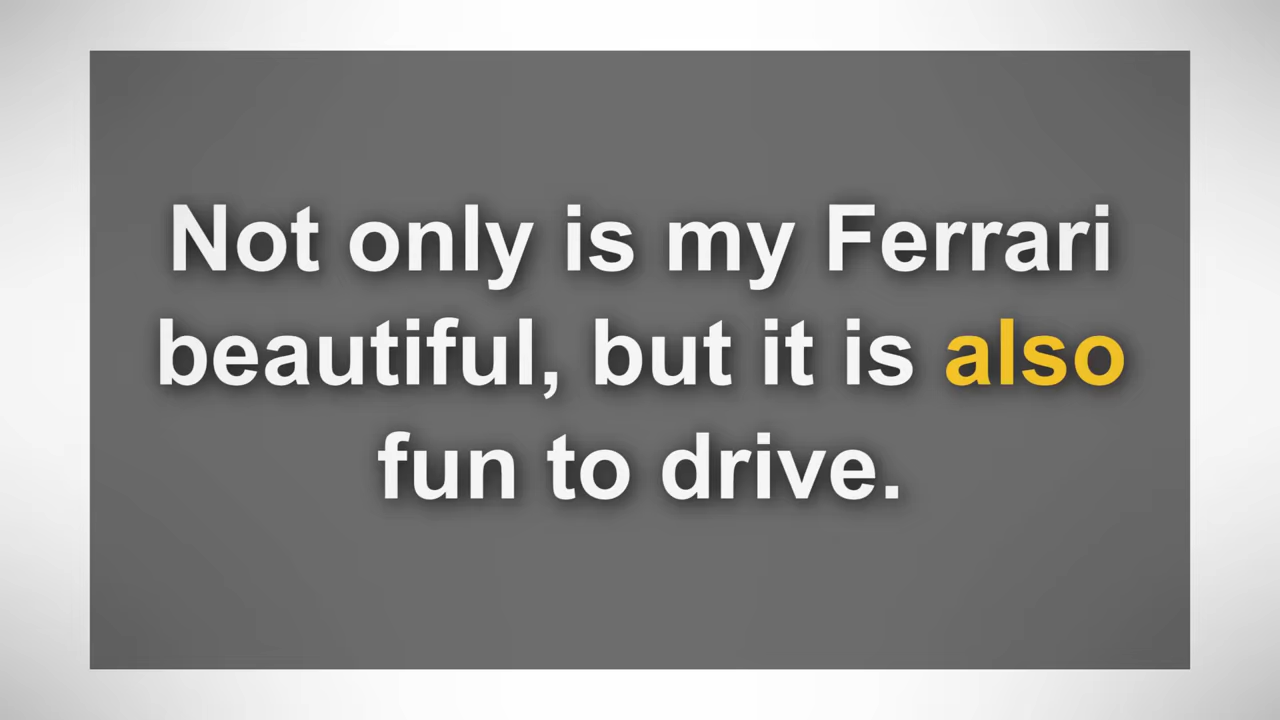 Not only is my Ferrari
beautiful, but it is also
fun to drive.